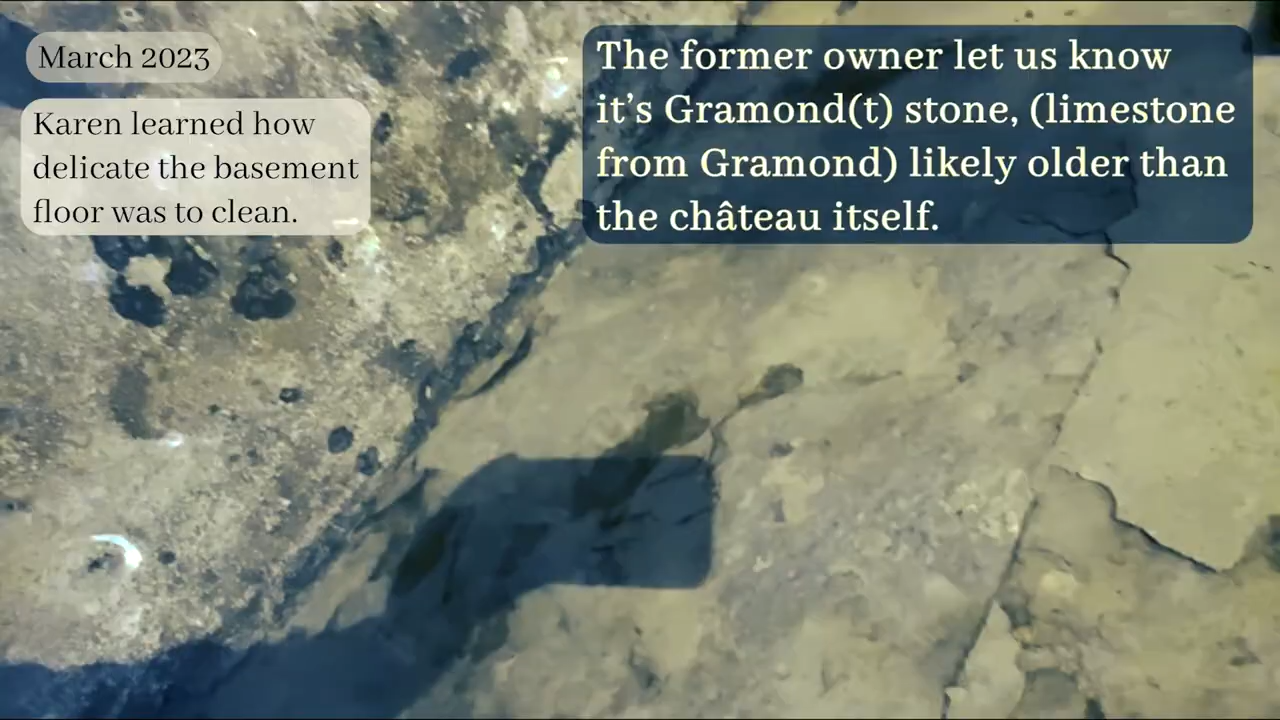 March 2023
Karen learned how
delicate the basement
floor was to clean.
The former owner let us know
it's Gramond(t) stone, (limestone
from Gramond) likely older than
the château itself.